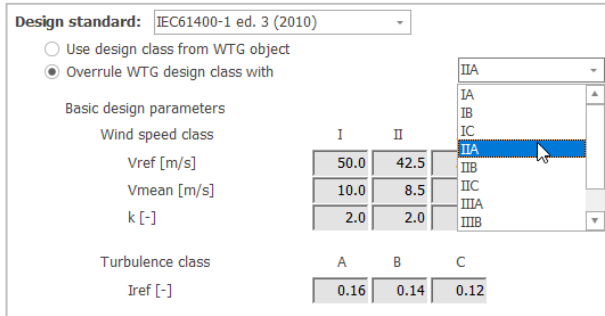 Design standard: IEC61400-1 ed. 3 (2010)
Use design class from WTG object
Overrule WTG design class with IIA
IA
Basic design parameters IB
Wind speed class I II IC
IIA
Vref [m/s] 50.0 42.5 IIB
Vmean [m/s] 10.0 8.5 IIC
IIIA
k [-] 2.0 2.0 IIIB
Turbulence class A B C
Iref [-] 0.16 0.14 0.12